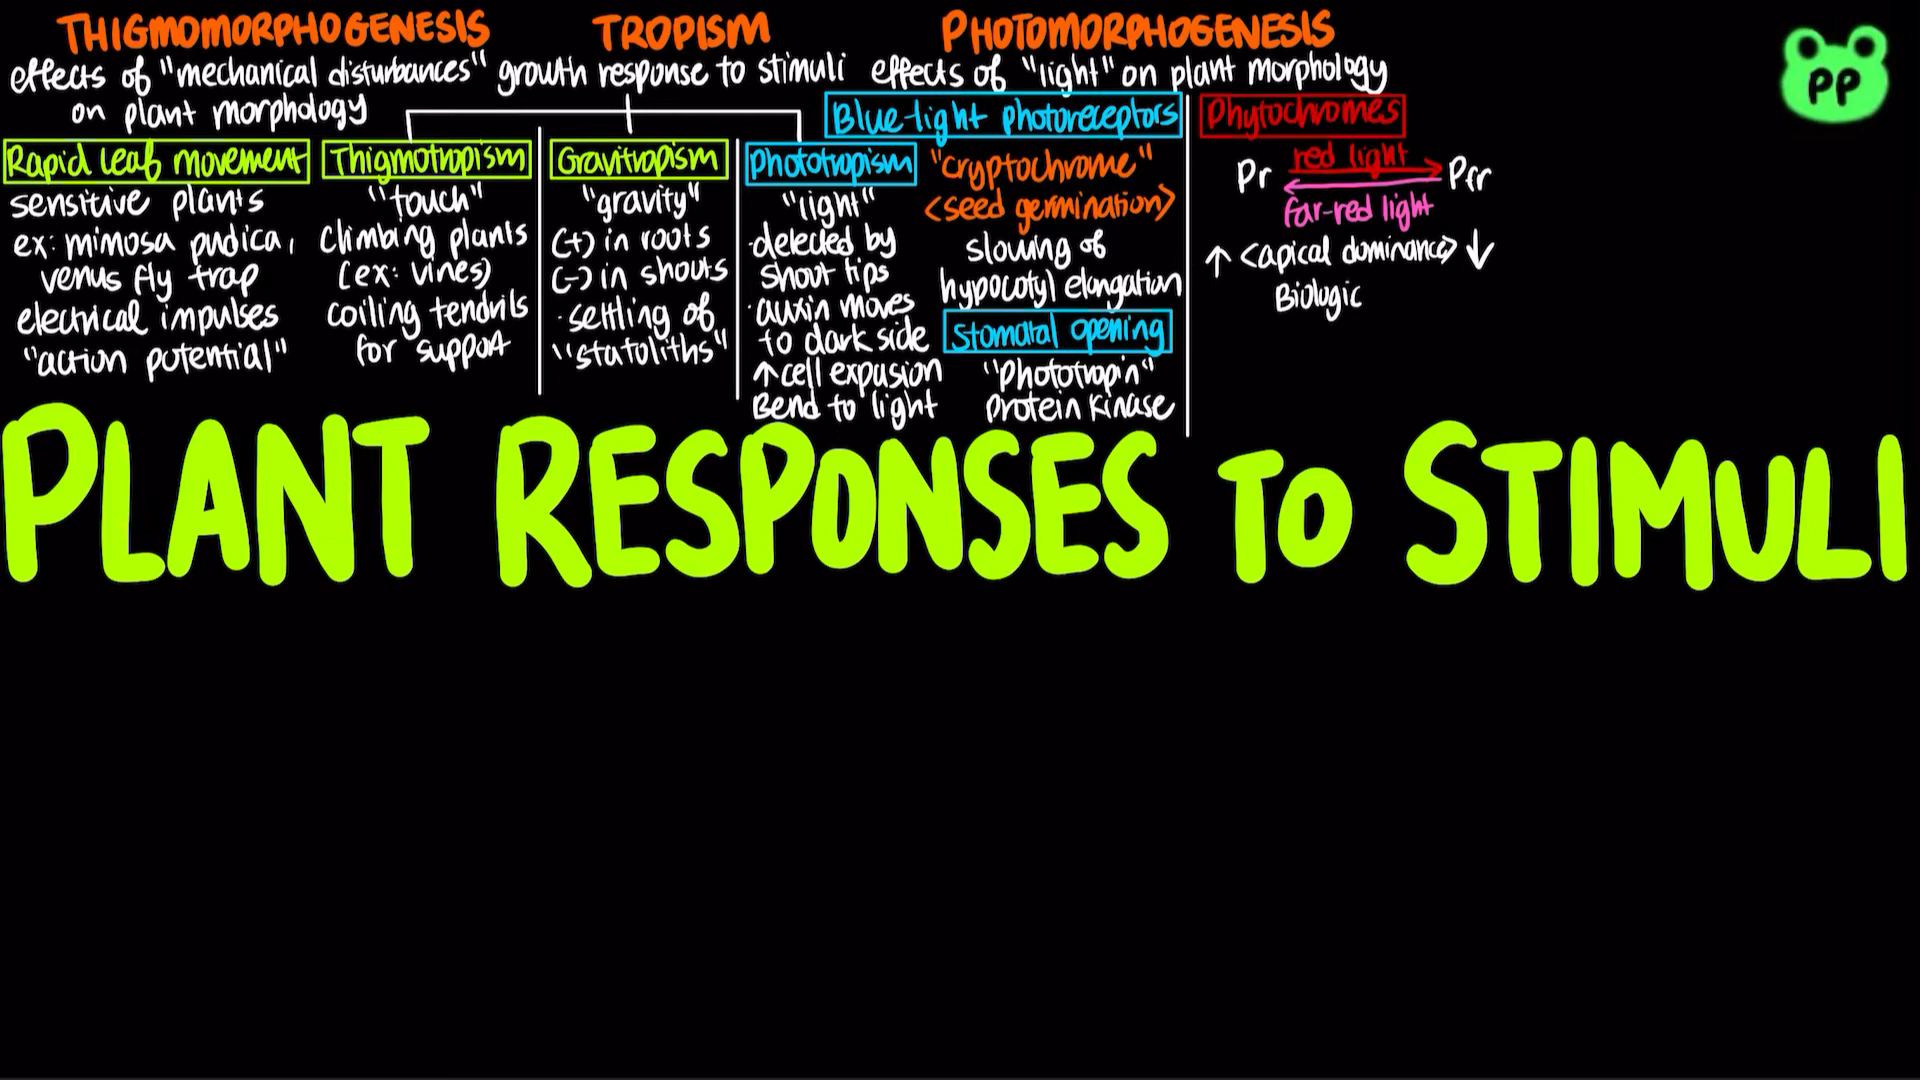 THIGMOMORPHOGENESIS
effects of "mechanical disturbances"
on plant morphology
Rapid leaf movement
sensitive plants
ex: mimosa pudica,
venus fly trap
electrical impulses
"action potential"
TROPISM
growth response to stimuli
Thigmotropism
"touch"
climbing plants
(ex: vines)
coiling tendrils
for support
Gravitropism
"gravity"
(+) in roots
(-) in shouts
· settling of
"statoliths"
Phototropism
"light"
·detected by
shout tips
·auxin moves
to dark side
↑cell expusion
Bend to light
PHOTOMORPHOGENESIS
effects of "light" on plant morphology
Blue-light photoreceptors
"cryptochrome"
<seed germination>
slowing of
hypocotyl elongation
Stomatal opening
"Phototropin"
protein kinase
Phytochromes
red light
Pr Pfr
far-red light
↑ <apical dominance> ↓
Biologic
PP
PLANT RESPONSES TO STIMULI